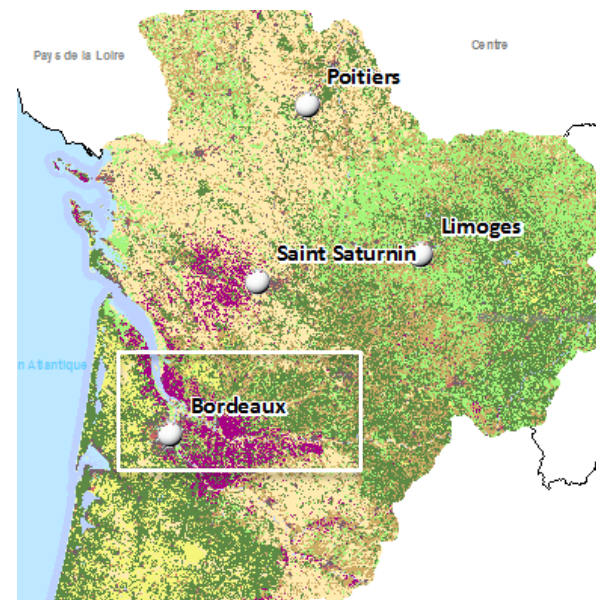 Centre
Pays de la Loire
Poitiers
Limoges
Saint Saturnin
n Atlantique
Bordeaux